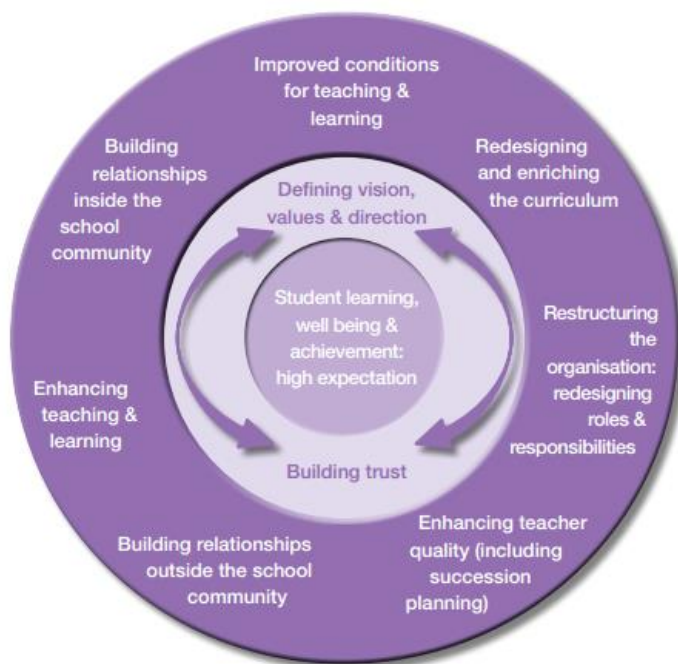 Improved conditions
for teaching &
learning
Redesigning
and enriching
the curriculum
Restructuring
the
organisation:
redesigning
roles &
responsibilities
Enhancing teacher
quality (including
succession
planning)
Building relationships
outside the school
community
Enhancing
teaching &
learning
Building
relationships
inside the
school
community
Defining vision,
values & direction
Student learning,
well being &
achievement:
high expectation
Building trust